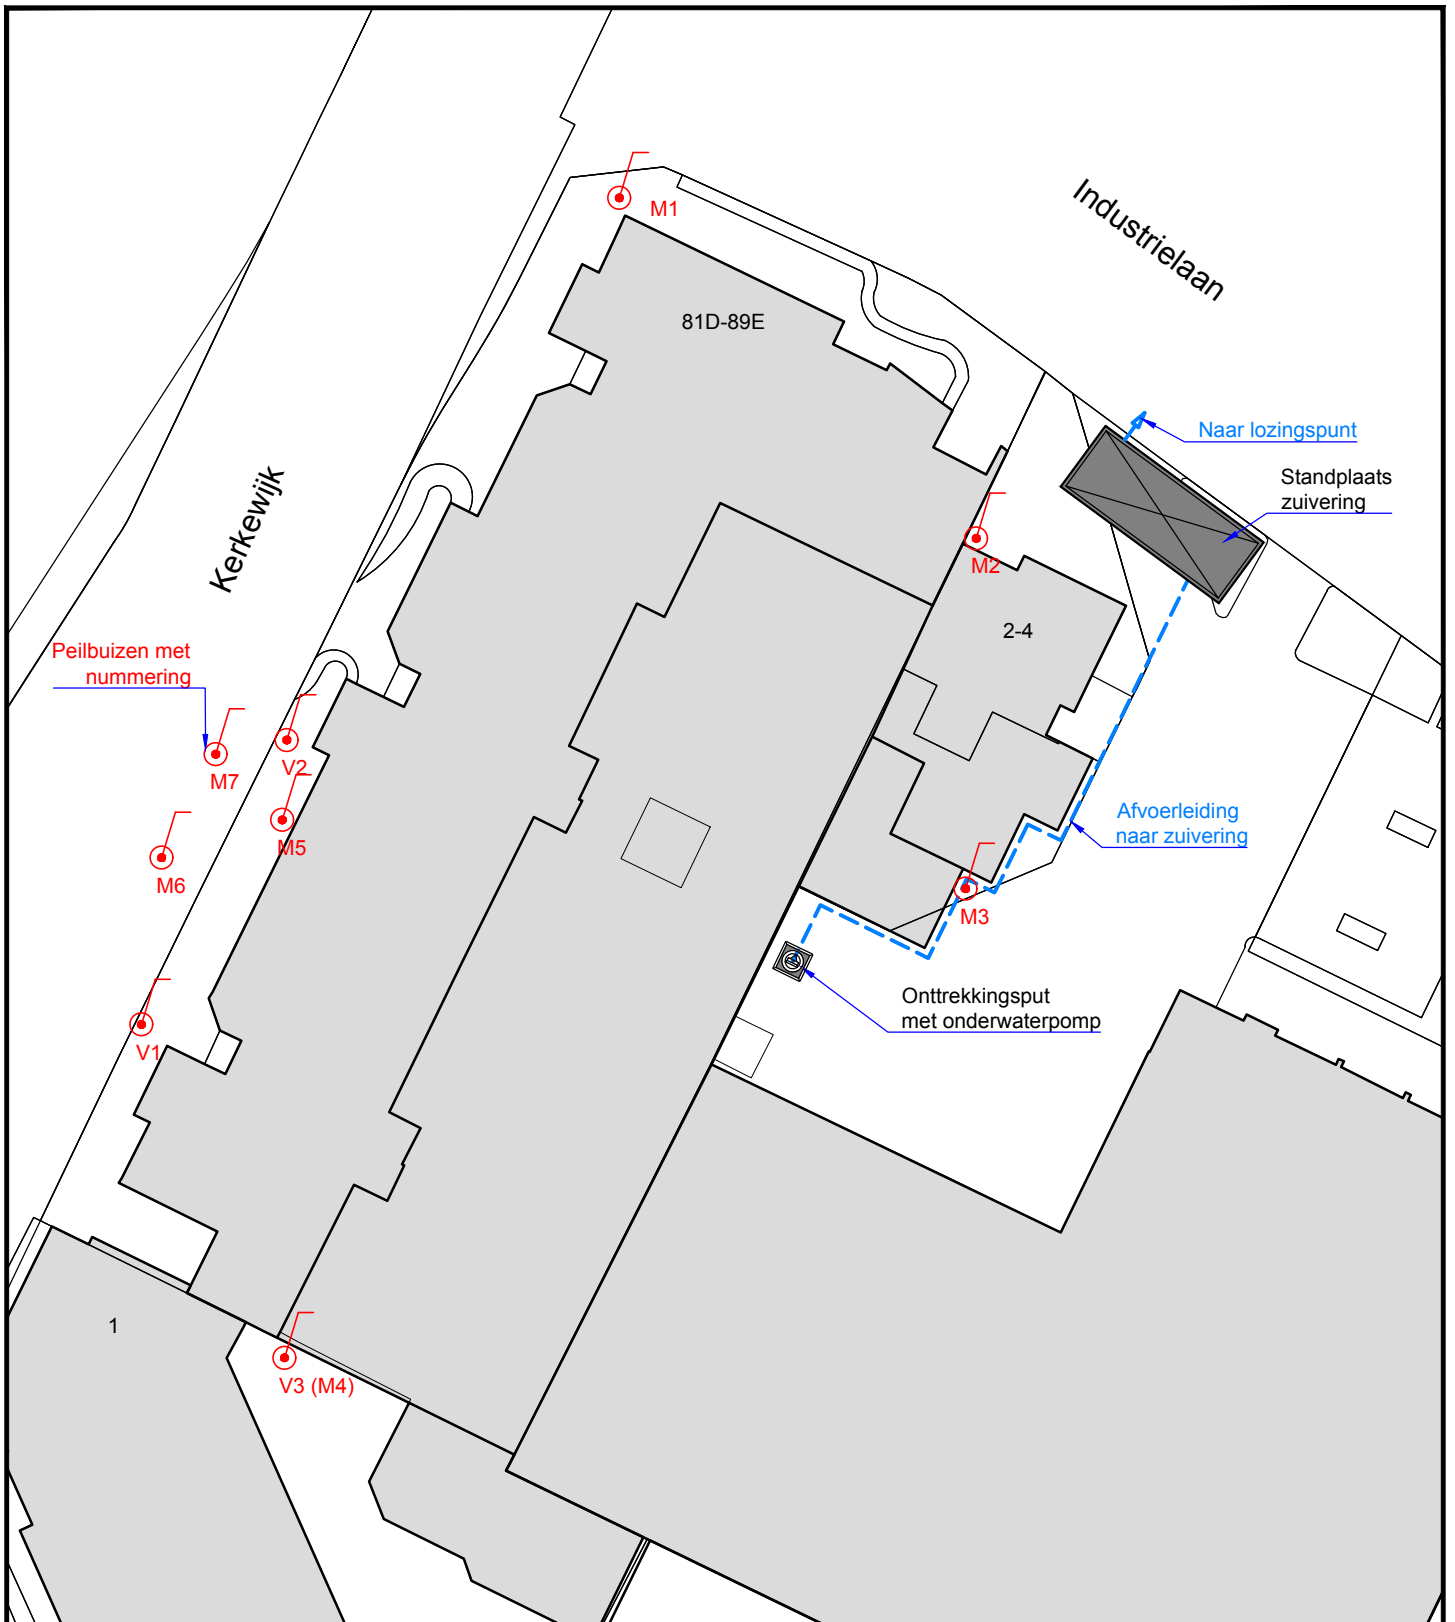 M1
Industrielaan
81D-89E
Naar lozingspunt
Standplaats
zuivering
Kerkewijk
M2
2-4
Peilbuizen met
nummering
V2
M7
Afvoerleiding
naar zuivering
M5
M6
M3
Onttrekkingsput
met onderwaterpomp
V1
1
V3 (M4)